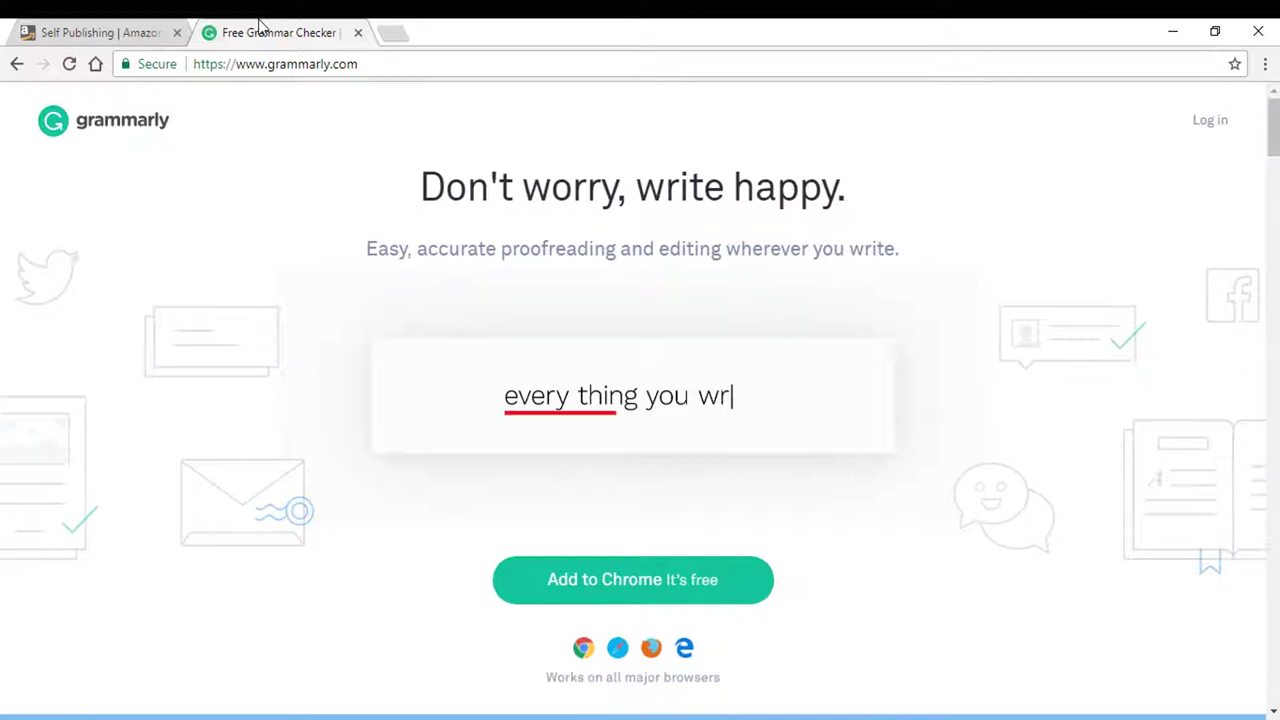 Self Publishing | Amazo
Free Grammar Checker |
Secure
https://www.grammarly.com
grammarly
Log in
Don't worry, write happy.
Easy, accurate proofreading and editing wherever you write.
every thing you wr
Add to Chrome It's free
Works on all major browsers